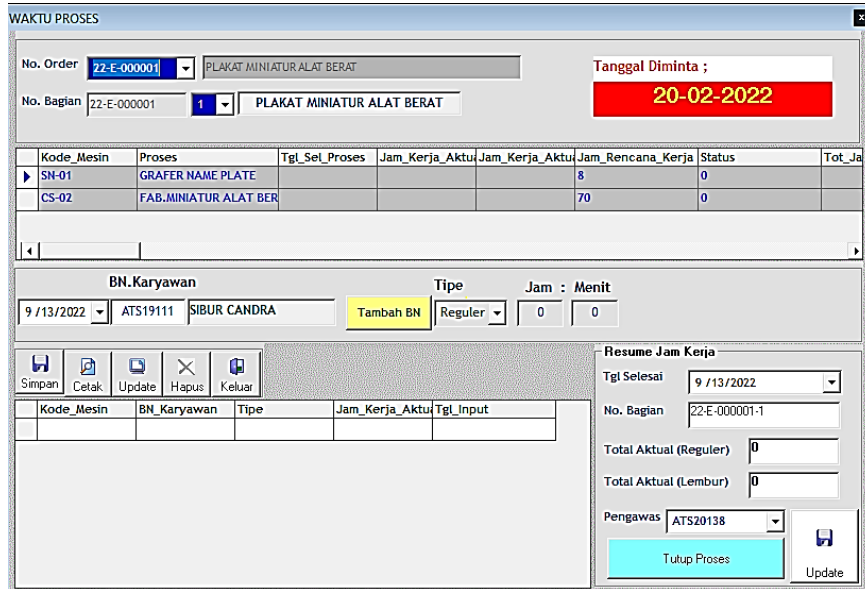 WAKTU PROSES
x
No. Order 22-E-000001 PLAKAT MINIATUR ALAT BERAT
Tanggal Diminta ;
20-02-2022
No. Bagian 22-E-000001 1 PLAKAT MINIATUR ALAT BERAT
Kode_Mesin Proses Tgl_Sel_Proses Jam_Kerja_Aktu Jam_Kerja_Aktu Jam_Rencana_Kerja Status Tot_Ja
SN-01 GRAFER NAME PLATE 8 0
CS-02 FAB.MINIATUR ALAT BER 70 0
BN.Karyawan Tipe Jam : Menit
9 /13/2022 ATS19111 SIBUR CANDRA Tambah BN Reguler 0 0
Simpan Cetak Update Hapus Keluar
Kode_Mesin BN_Karyawan Tipe Jam_Kerja_Aktu Tgl_Input
Resume Jam Kerja
Tgl Selesai 9 /13/2022
No. Bagian 22-E-000001-1
Total Aktual (Reguler) 0
Total Aktual (Lembur) 0
Pengawas ATS20138
Tutup Proses
Update